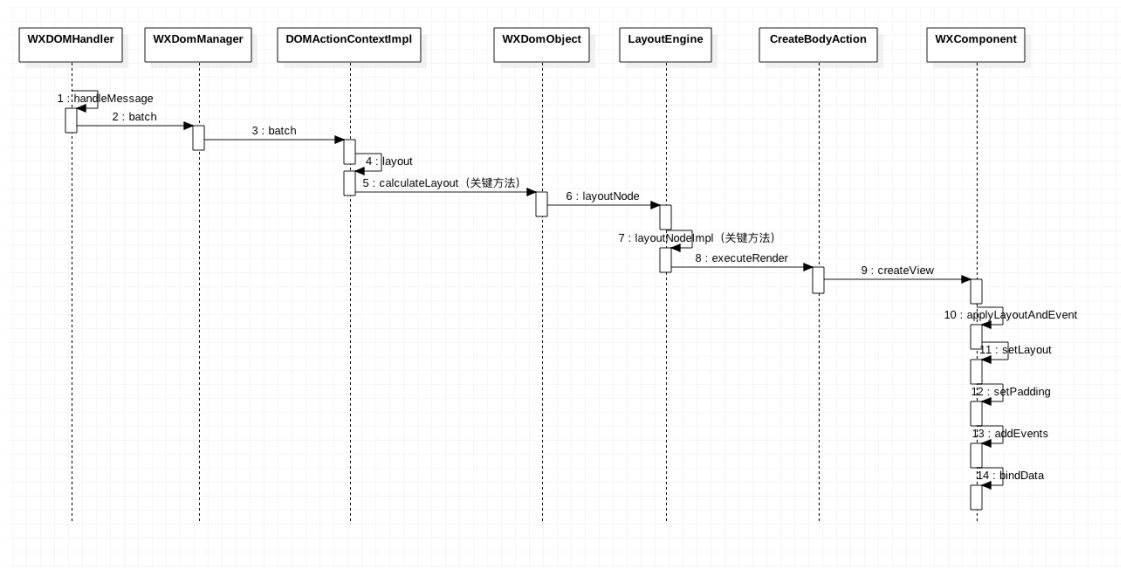 WXDOMHandler
WXDomManager
DOMActionContextImpl
WXDomObject
LayoutEngine
CreateBodyAction
WXComponent
1 : handleMessage
2 : batch
3 : batch
4 : layout
5 : calculateLayout（关键方法）
6 : layoutNode
7 : layoutNodeImpl（关键方法）
8 : executeRender
9 : createView
10 : applyLayoutAndEvent
11 : setLayout
12 : setPadding
13 : addEvents
14 : bindData